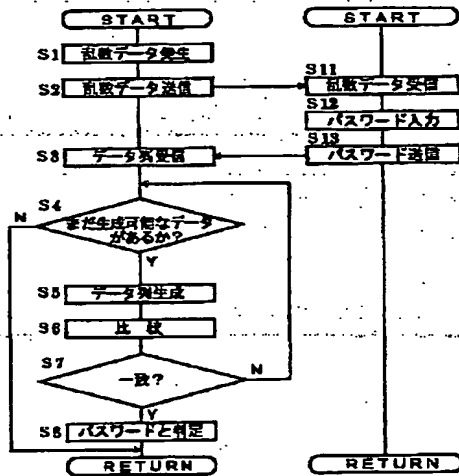 START
S1 乱数データ発生
S2 乱数データ送信
S3 データ列受信
S4
N
まだ生成可能なデータ
があるか?
Y
S5 データ列生成
S6 比較
S7
N
一致?
Y
S8 パスワードと判定
RETURN
START
S11
乱数データ受信
S12
パスワード入力
S13
パスワード送信
RETURN